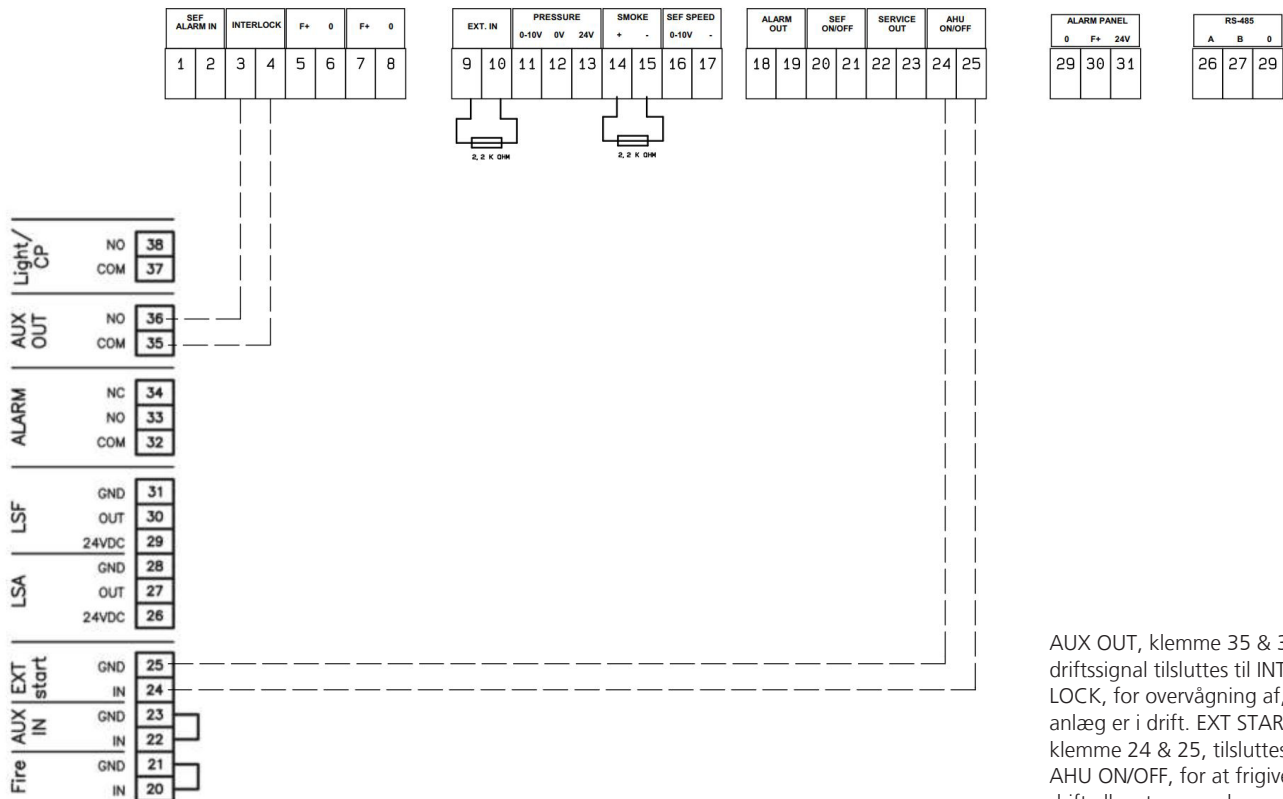 SEF ALARM IN INTERLOCK F+ 0 F+ 0
1 2 3 4 5 6 7 8
EXT. IN PRESSURE SMOKE SEF SPEED
0-10V 0V 24V + - 0-10V -
9 10 11 12 13 14 15 16 17
2,2 K OHM 2,2 K OHM
ALARM OUT SEF ON/OFF SERVICE OUT AHU ON/OFF
18 19 20 21 22 23 24 25
ALARM PANEL
0 F+ 24V
29 30 31
RS-485
A B 0
26 27 29
Light/CP
NO 38
COM 37
AUX OUT
NO 36
COM 35
ALARM
NC 34
NO 33
COM 32
LSF
GND 31
OUT 30
24VDC 29
LSA
GND 28
OUT 27
24VDC 26
EXT start
GND 25
IN 24
AUX IN
GND 23
IN 22
Fire
GND 21
IN 20
AUX OUT, klemme 35 & 3
driftssignal tilsluttes til INT
LOCK, for overvågning af,
anlæg er i drift. EXT STAR
klemme 24 & 25, tilsluttes
AHU ON/OFF, for at frigive